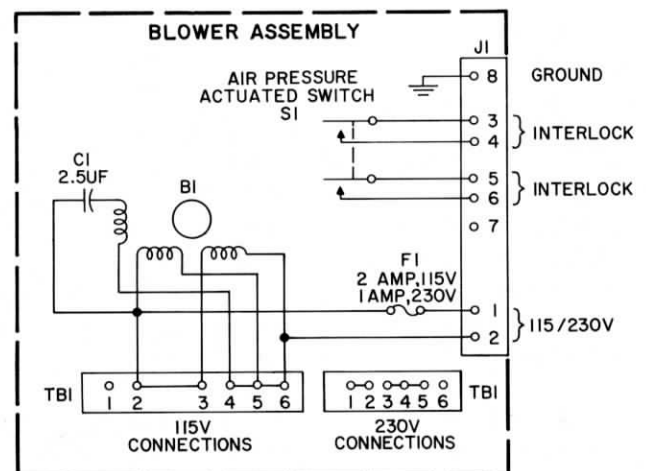 BLOWER ASSEMBLY
J1
AIR PRESSURE
ACTUATED SWITCH
S1
8 GROUND
3
4
INTERLOCK
5
6
INTERLOCK
7
C1
2.5UF
B1
F1
2 AMP,115V
1 AMP,230V
1
2
115/230V
TB1
1 2 3 4 5 6
115V
CONNECTIONS
1 2 3 4 5 6
TB1
230V
CONNECTIONS